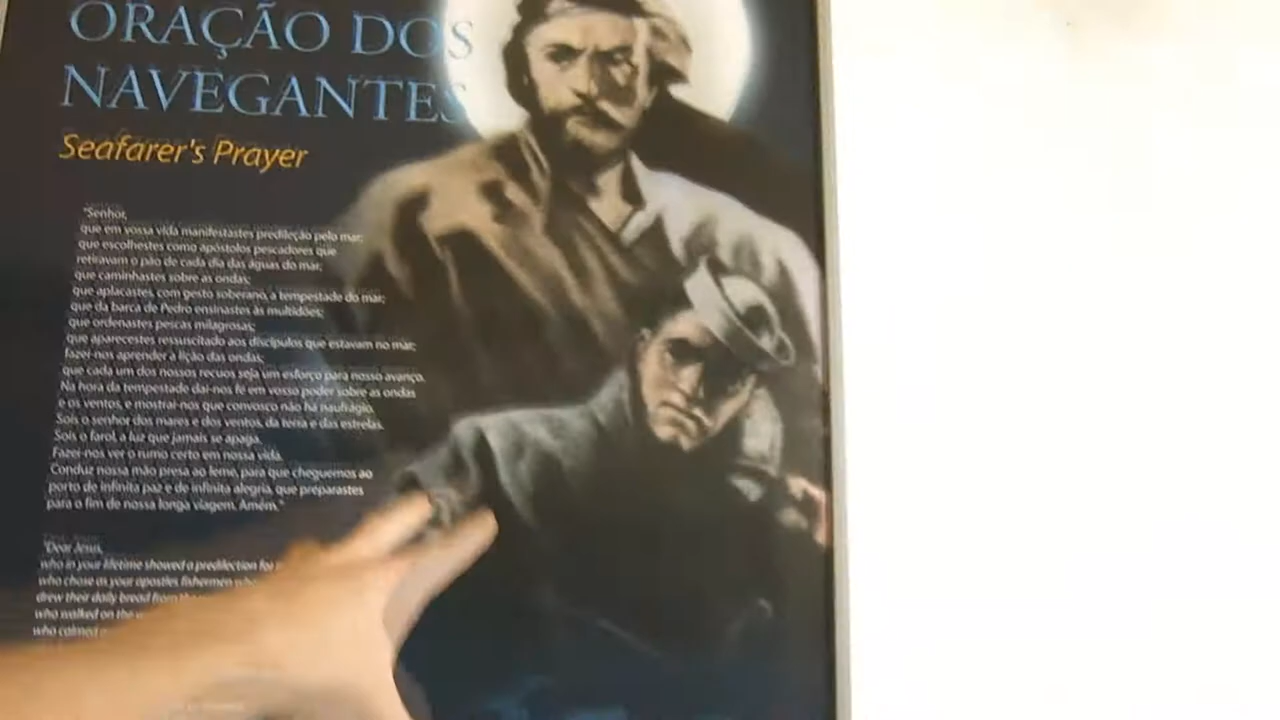 ORAÇÃO DOS
NAVEGANTES
Seafarer's Prayer
"Senhor,
que em vossa vida manifestastes predileção pelo mar;
que escolhestes como apóstolos pescadores que
retiravam o pão de cada dia das águas do mar;
que caminhastes sobre as ondas;
que aplacastes, com gesto soberano, a tempestade do mar;
que da barca de Pedro ensinastes às multidões;
que ordenastes pescas milagrosas;
que aparecestes ressuscitado aos discípulos que estavam no mar;
fazei-nos aprender a lição das ondas;
que cada um dos nossos recuos seja um esforço para nosso avanço.
Na hora da tempestade dai-nos fé em vosso poder sobre as ondas
e os ventos, e mostrai-nos que convosco não há naufrágio.
Sois o senhor dos mares e dos ventos, da terra e das estrelas.
Sois o farol, a luz que jamais se apaga.
Fazei-nos ver o rumo certo em nossa vida.
Conduz nossa mão presa ao leme, para que cheguemos ao
porto de infinita paz e de infinita alegria, que preparastes
para o fim de nossa longa viagem. Amém."
"Dear Jesus,
who in your lifetime showed a predilection for
who chose as your apostles fishermen who
drew their daily bread from
who walked on the
who calmed